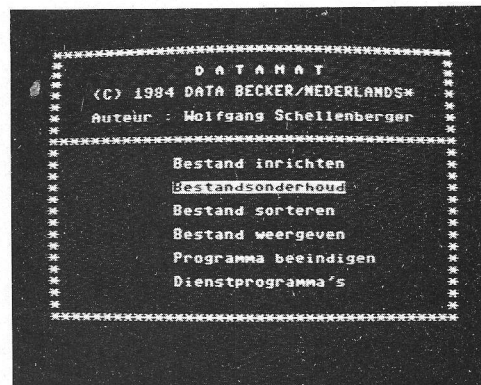 D A T A M A T
(C) 1984 DATA BECKER/NEDERLANDS*
Auteur : Wolfgang Schellenberger
Bestand inrichten
Bestandsonderhoud
Bestand sorteren
Bestand weergeven
Programma beeindigen
Dienstprogramma's